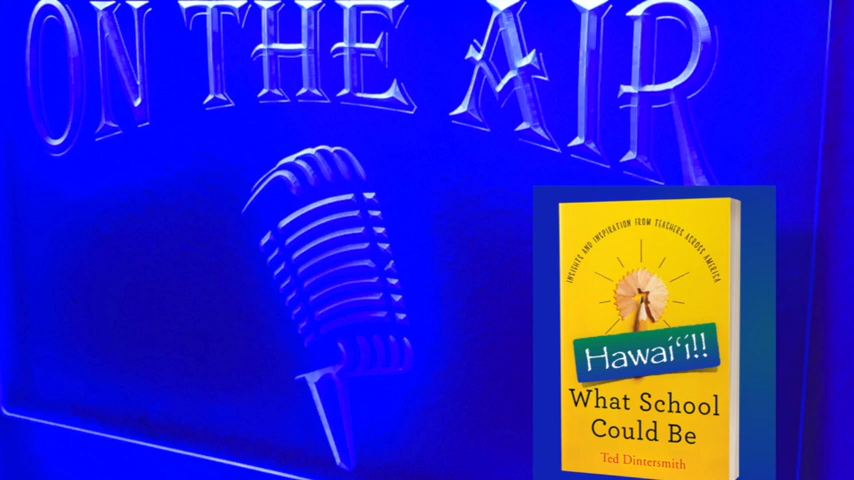 ON THE AIR
INSIGHTS AND INSPIRATION FROM TEACHERS ACROSS AMERICA
Hawai‘i!!
What School
Could Be
Ted Dintersmith